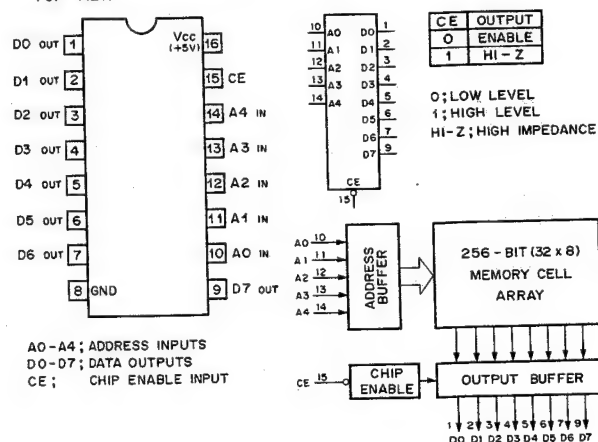 D0 OUT 1
Vcc (+5V) 16
D1 OUT 2
15 CE
D2 OUT 3
14 A4 IN
D3 OUT 4
13 A3 IN
D4 OUT 5
12 A2 IN
D5 OUT 6
11 A1 IN
D6 OUT 7
10 A0 IN
8 GND
9 D7 OUT
A0-A4; ADDRESS INPUTS
D0-D7; DATA OUTPUTS
CE; CHIP ENABLE INPUT
10 A0 D0 1
11 A1 D1 2
12 A2 D2 3
13 A3 D3 4
14 A4 D4 5
D5 6
D6 7
D7 9
CE
15
CE OUTPUT
0 ENABLE
1 HI-Z
0; LOW LEVEL
1; HIGH LEVEL
HI-Z; HIGH IMPEDANCE
A0 10
A1 11
A2 12
A3 13
A4 14
ADDRESS
BUFFER
256-BIT (32 x 8)
MEMORY CELL
ARRAY
CE 15
CHIP
ENABLE
OUTPUT BUFFER
1 2 3 4 5 6 7 9
D0 D1 D2 D3 D4 D5 D6 D7